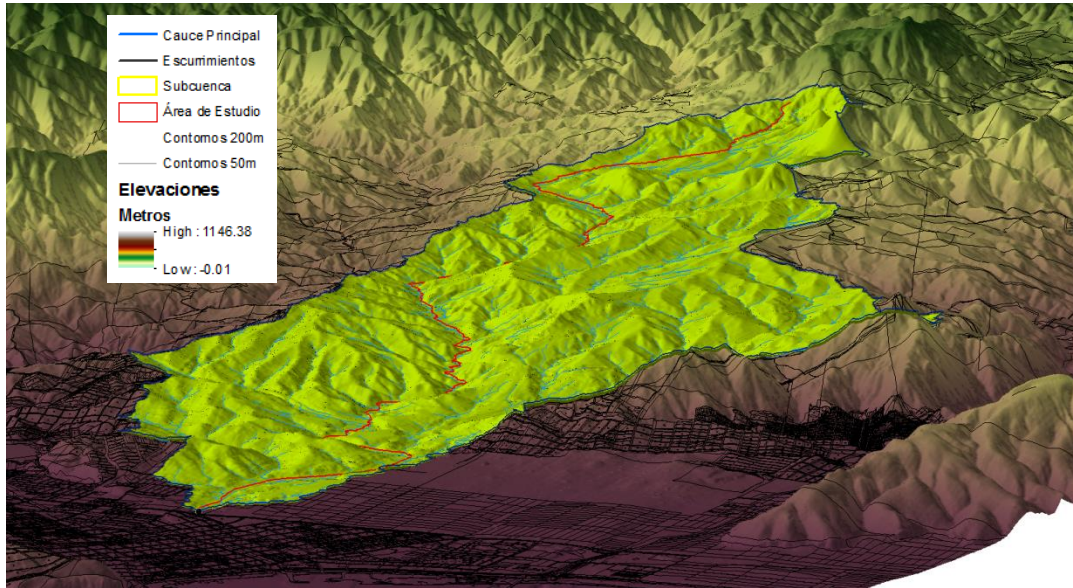 Cauce Principal
Escurrimientos
Subcuenca
Área de Estudio
Contornos 200m
Contornos 50m
Elevaciones
Metros
High : 1146.38
Low : -0.01